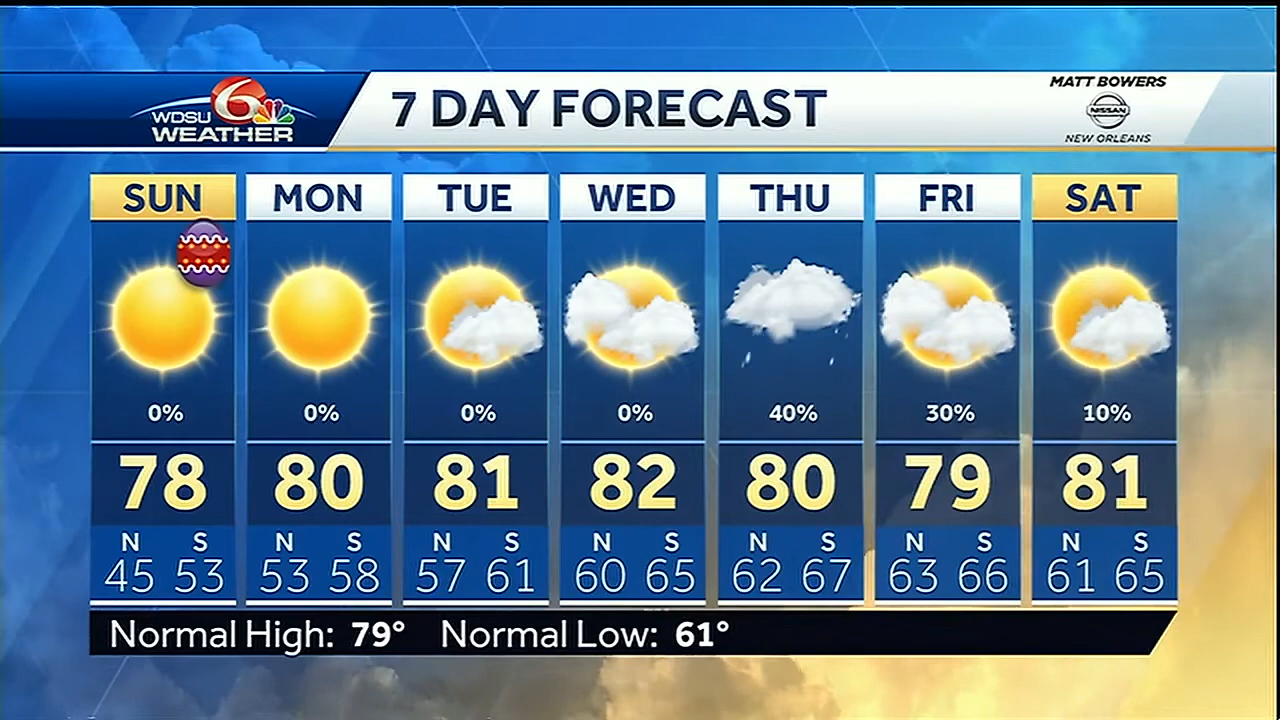 WDSU 6
WEATHER
7 DAY FORECAST
MATT BOWERS
NISSAN
NEW ORLEANS
SUN MON TUE WED THU FRI SAT
0% 0% 0% 0% 40% 30% 10%
78 80 81 82 80 79 81
N S N S N S N S N S N S N S
45 53 53 58 57 61 60 65 62 67 63 66 61 65
Normal High: 79° Normal Low: 61°